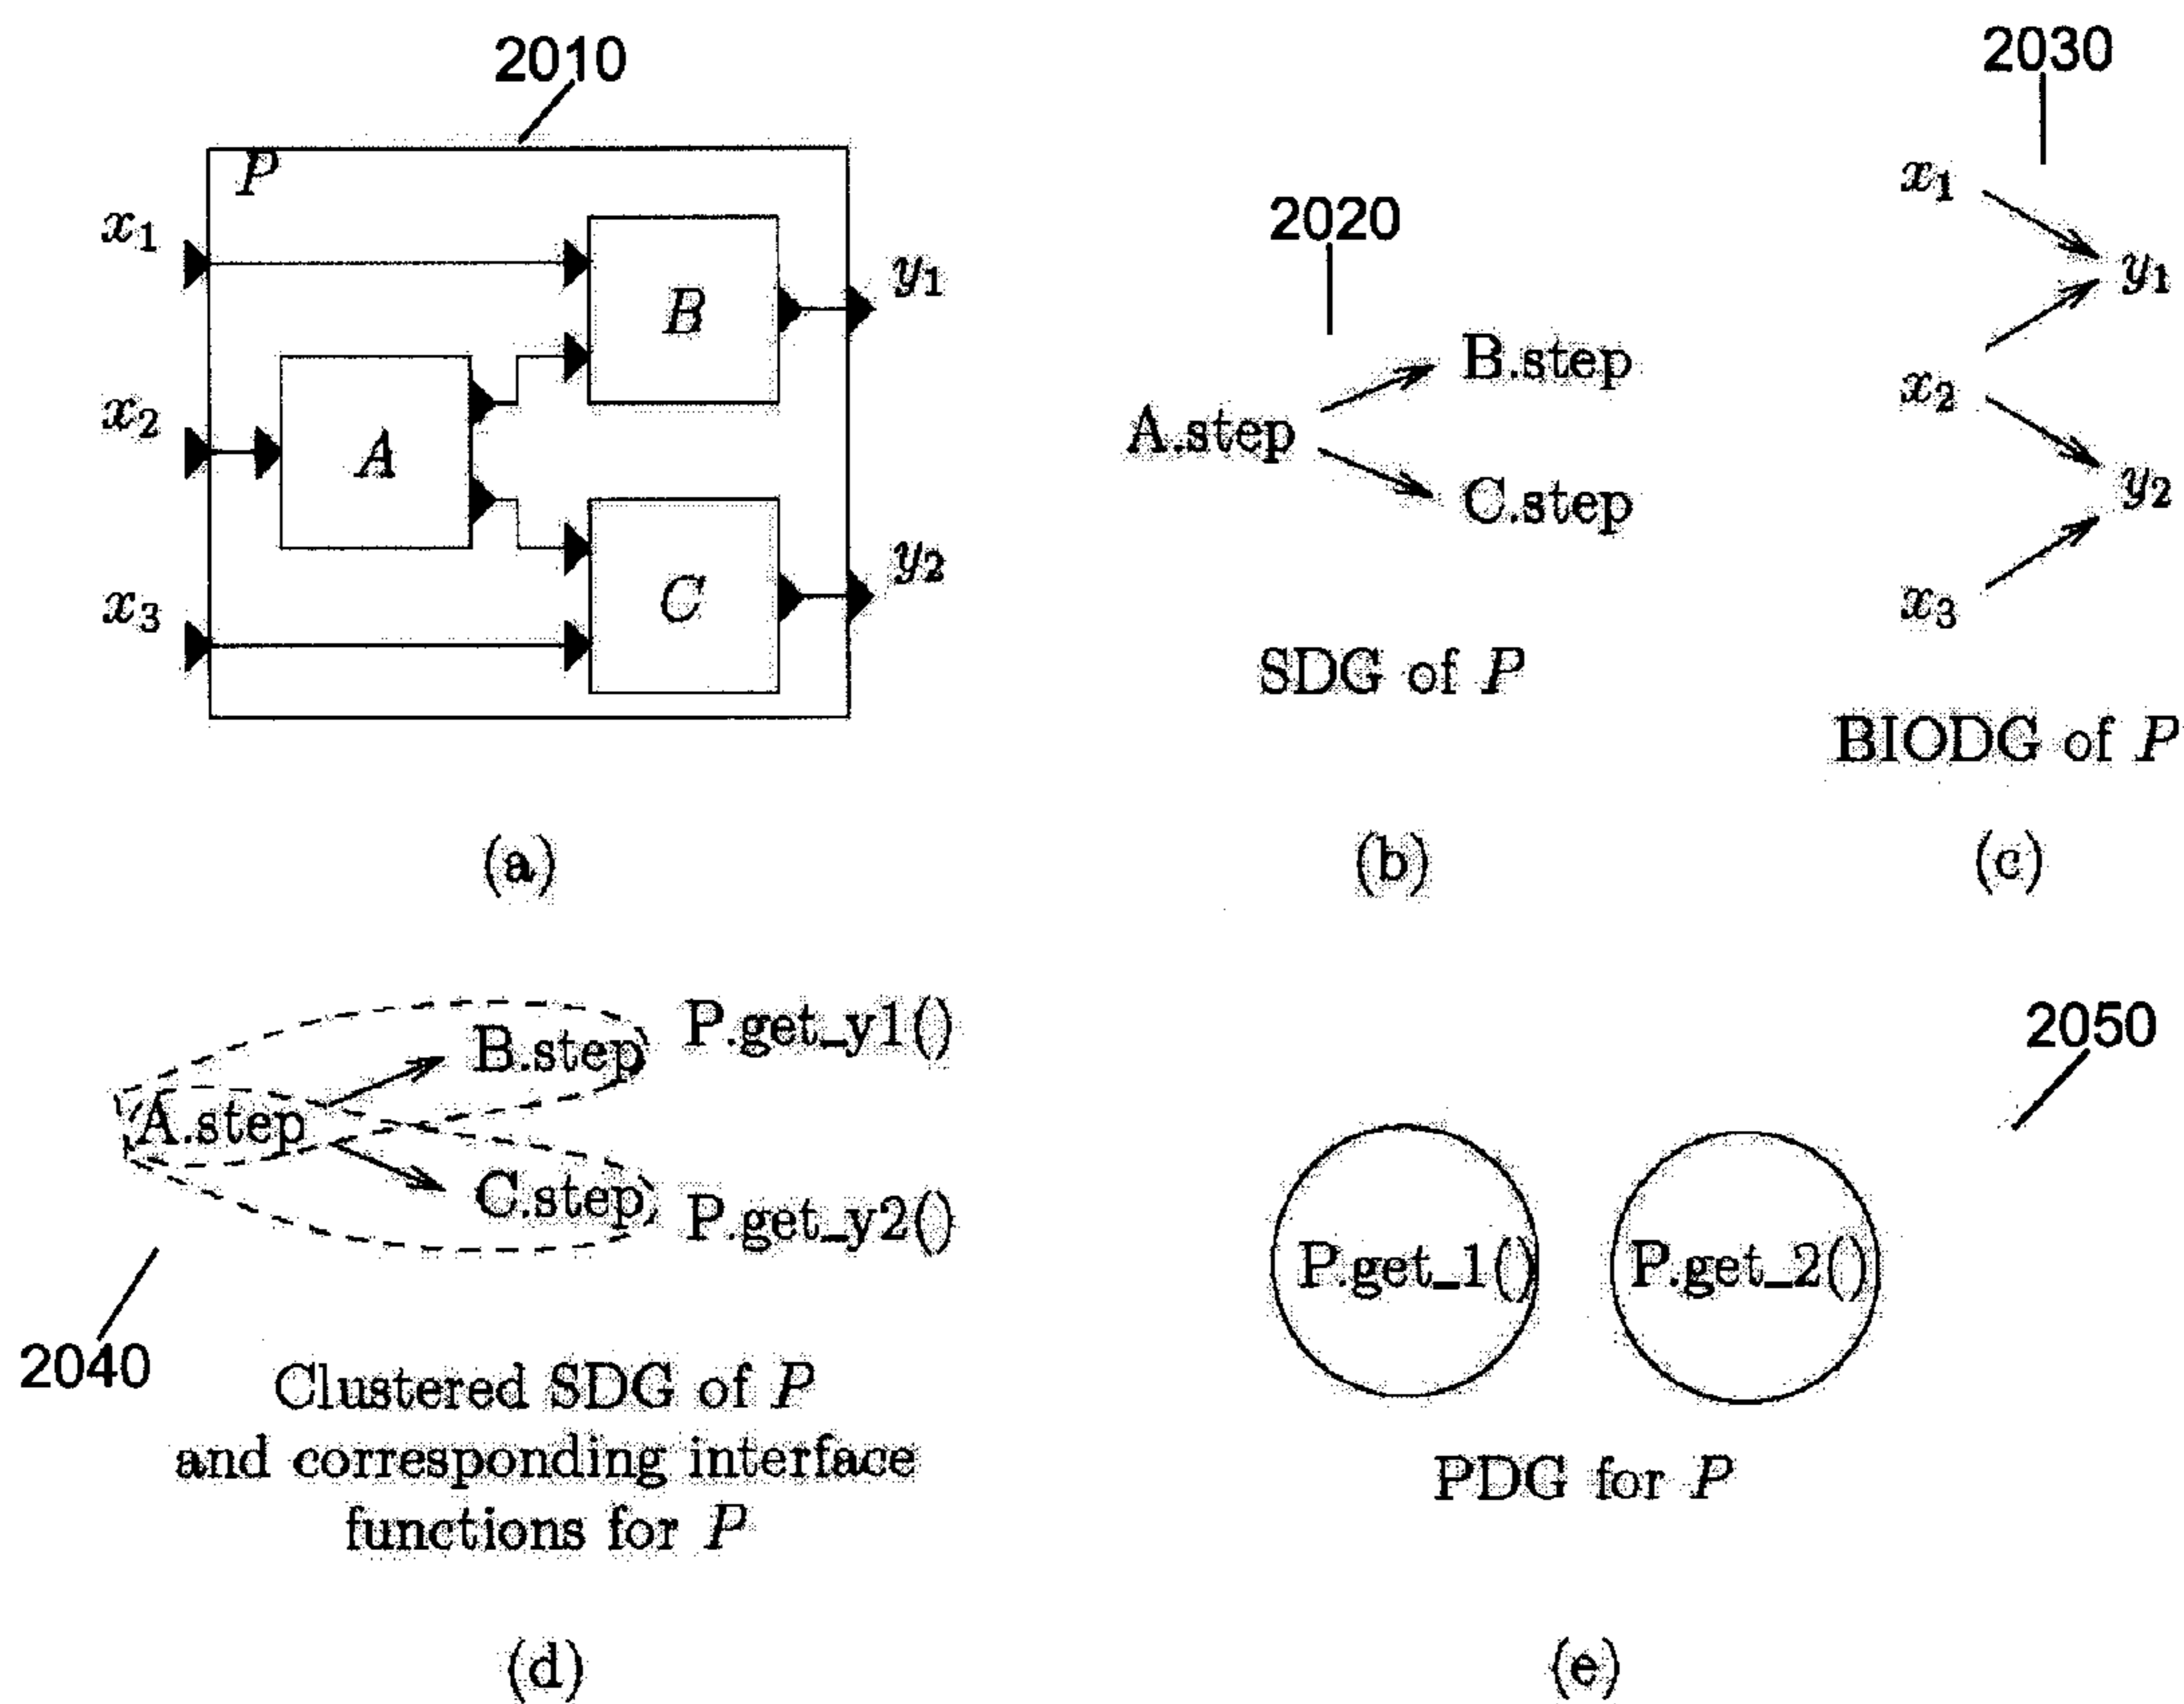 2010
P
x₁
x₂
x₃
A
B
C
y₁
y₂
(a)
2020
A.step
B.step
C.step
SDG of P
(b)
2030
x₁
x₂
x₃
y₁
y₂
BIODG of P
(c)
A.step
B.step
C.step
P.get_y1()
P.get_y2()
2040
Clustered SDG of P
and corresponding interface
functions for P
(d)
2050
P.get_1()
P.get_2()
PDG for P
(e)